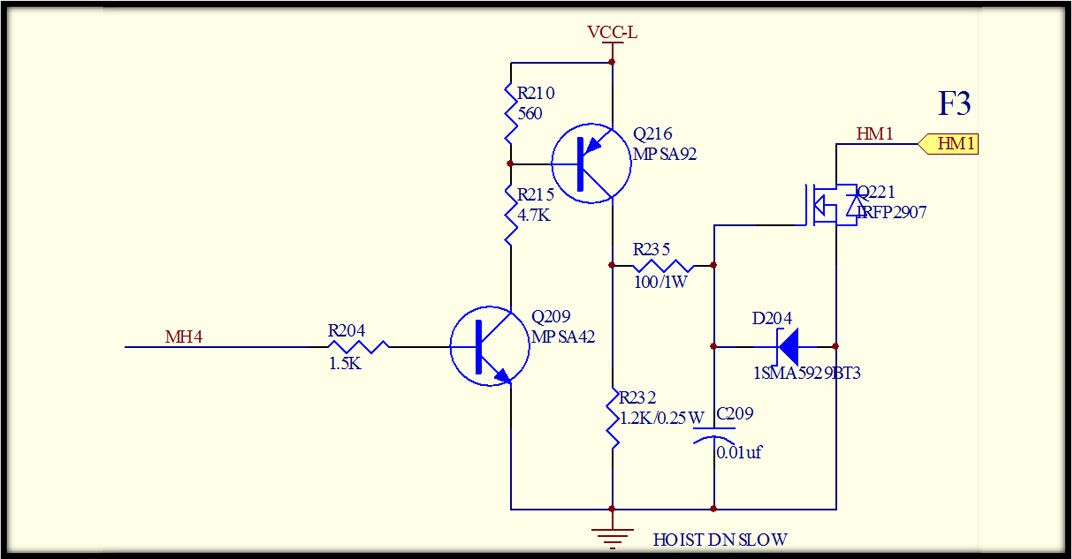 VCC-L
R210
560
F3
Q216
MPSA92
HM1
HM1
R215
4.7K
Q221
IRFP2907
R235
100/1W
MH4
R204
1.5K
Q209
MPSA42
D204
1SMA5929BT3
R232
1.2K/0.25W
C209
0.01uf
HOIST DN SLOW